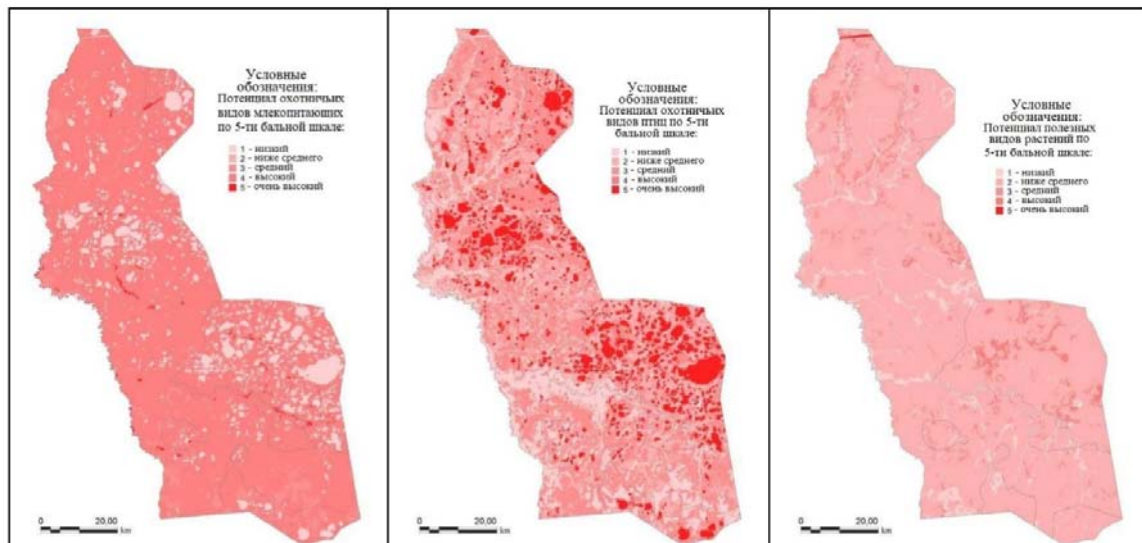 Условные
обозначения:
Потенциал охотничьих
видов млекопитающих
по 5-ти бальной шкале:
1 - низкий
2 - ниже среднего
3 - средний
4 - высокий
5 - очень высокий
0 20,00
km
Условные
обозначения:
Потенциал охотничьих
видов птиц по 5-ти
бальной шкале:
1 - низкий
2 - ниже среднего
3 - средний
4 - высокий
5 - очень высокий
0 20,00
km
Условные
обозначения:
Потенциал полезных
видов растений по
5-ти бальной шкале:
1 - низкий
2 - ниже среднего
3 - средний
4 - высокий
5 - очень высокий
0 20,00
km